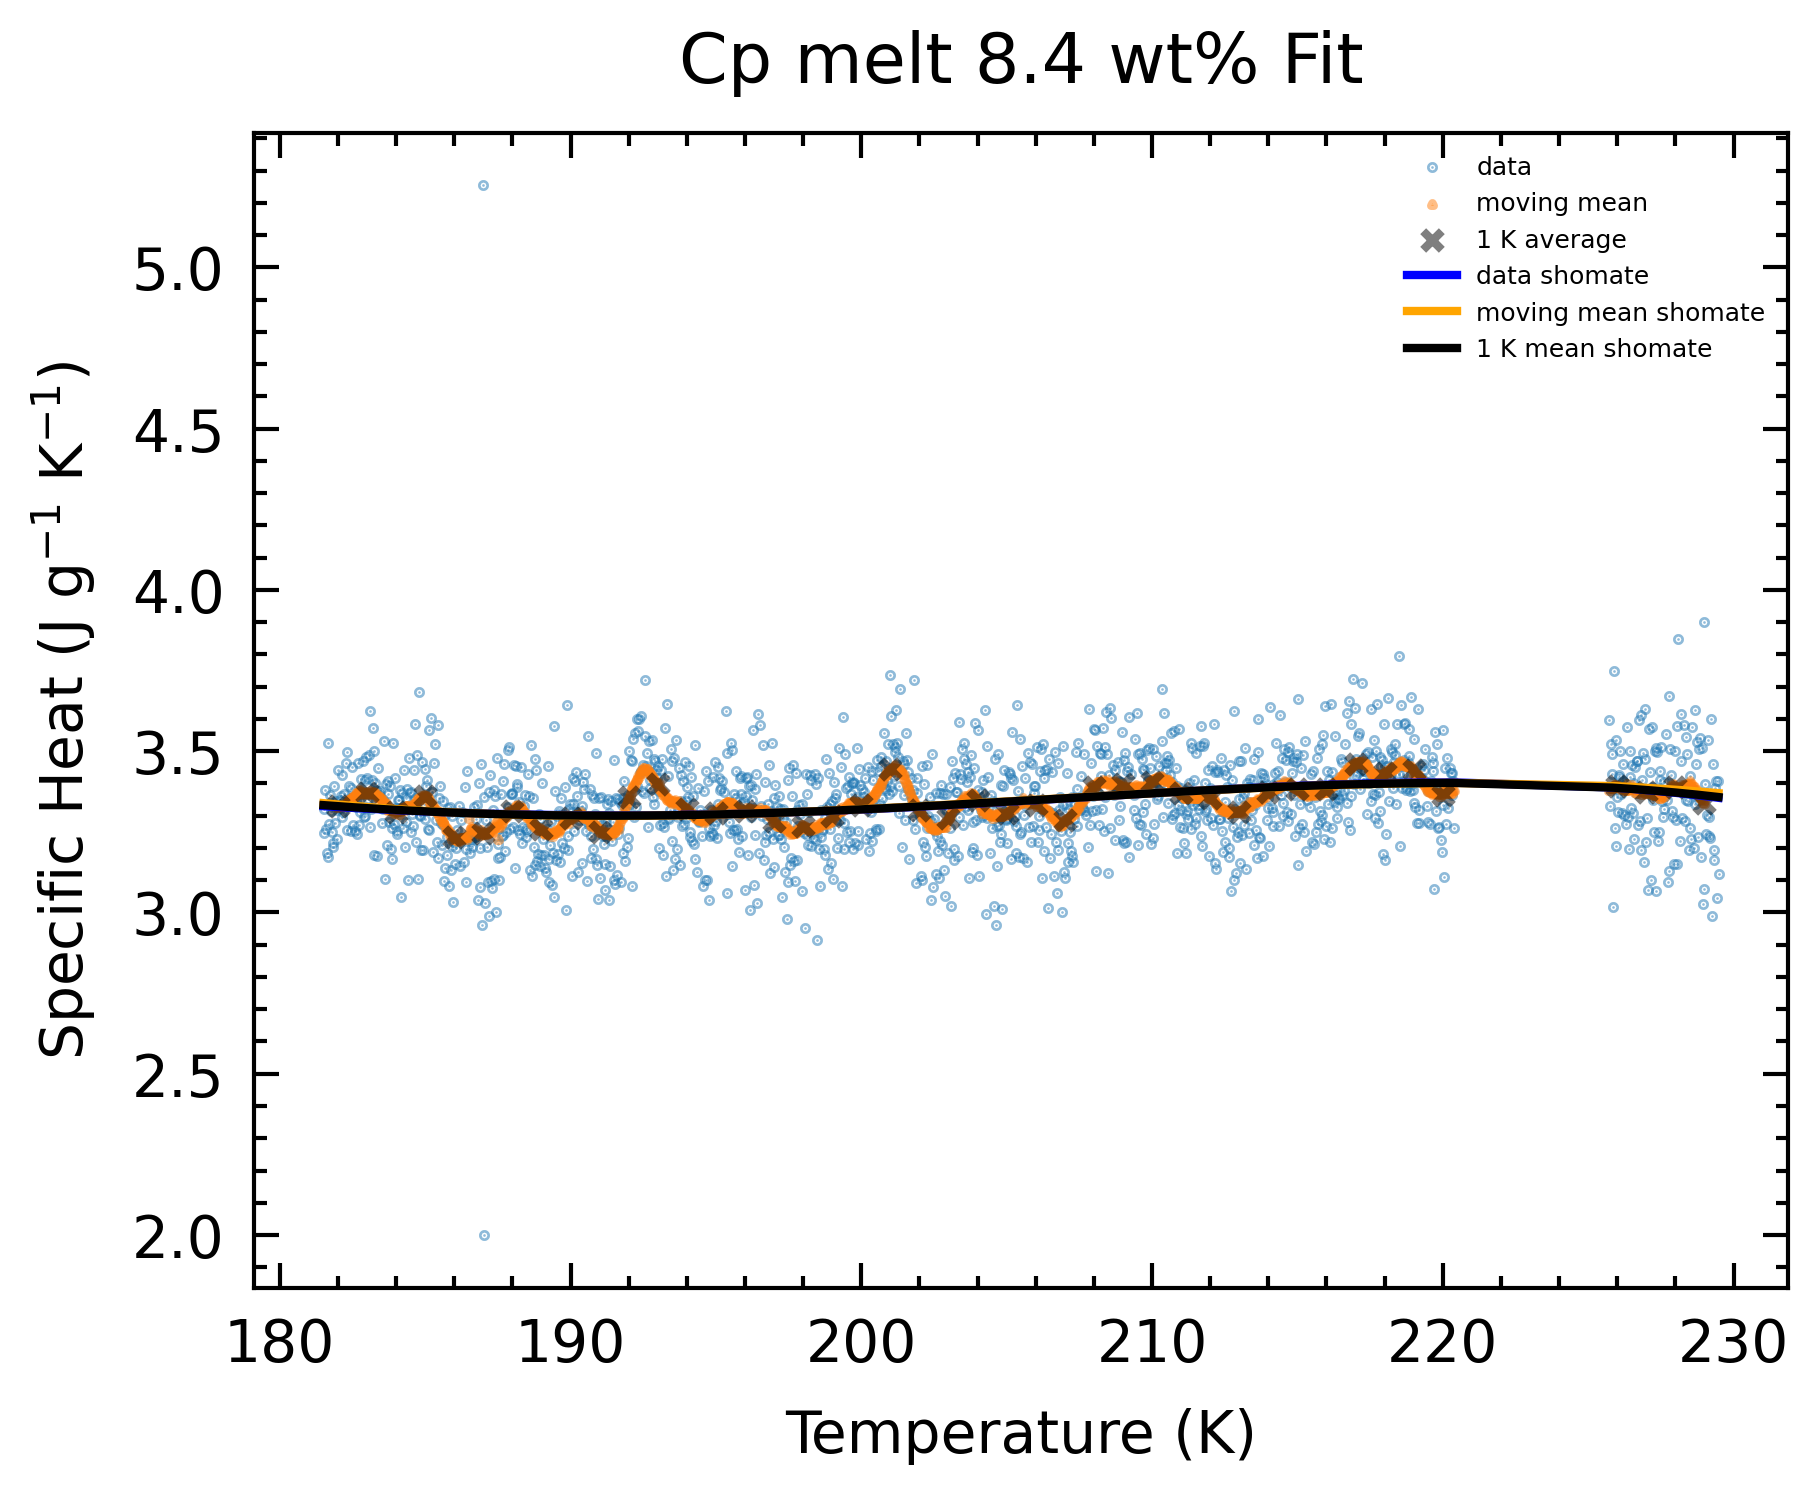 Cp melt 8.4 wt% Fit
data
moving mean
1 K average
data shomate
moving mean shomate
1 K mean shomate
Specific Heat (J g⁻¹ K⁻¹)
5.0
4.5
4.0
3.5
3.0
2.5
2.0
180 190 200 210 220 230
Temperature (K)